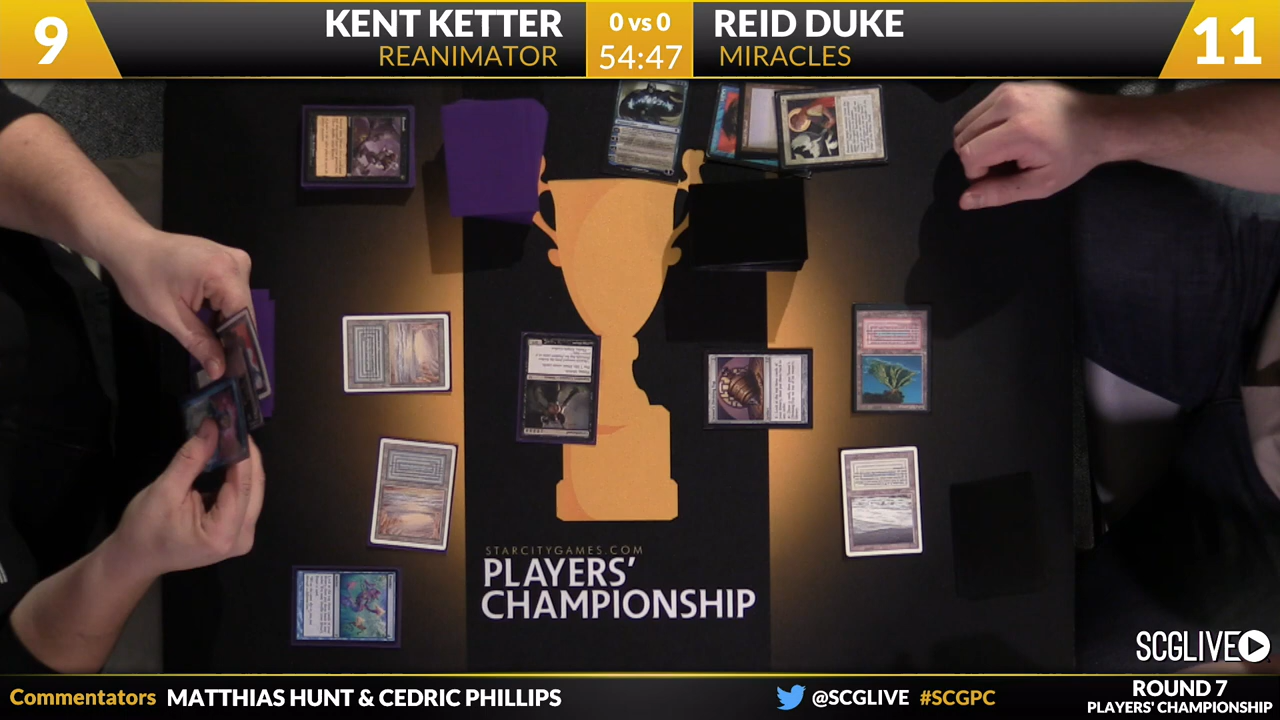 9
KENT KETTER
REANIMATOR
0 vs 0
54:47
REID DUKE
MIRACLES
11
STARCITYGAMES.COM
PLAYERS'
CHAMPIONSHIP
SCGLIVE
Commentators MATTHIAS HUNT & CEDRIC PHILLIPS
@SCGLIVE #SCGPC
ROUND 7
PLAYERS' CHAMPIONSHIP